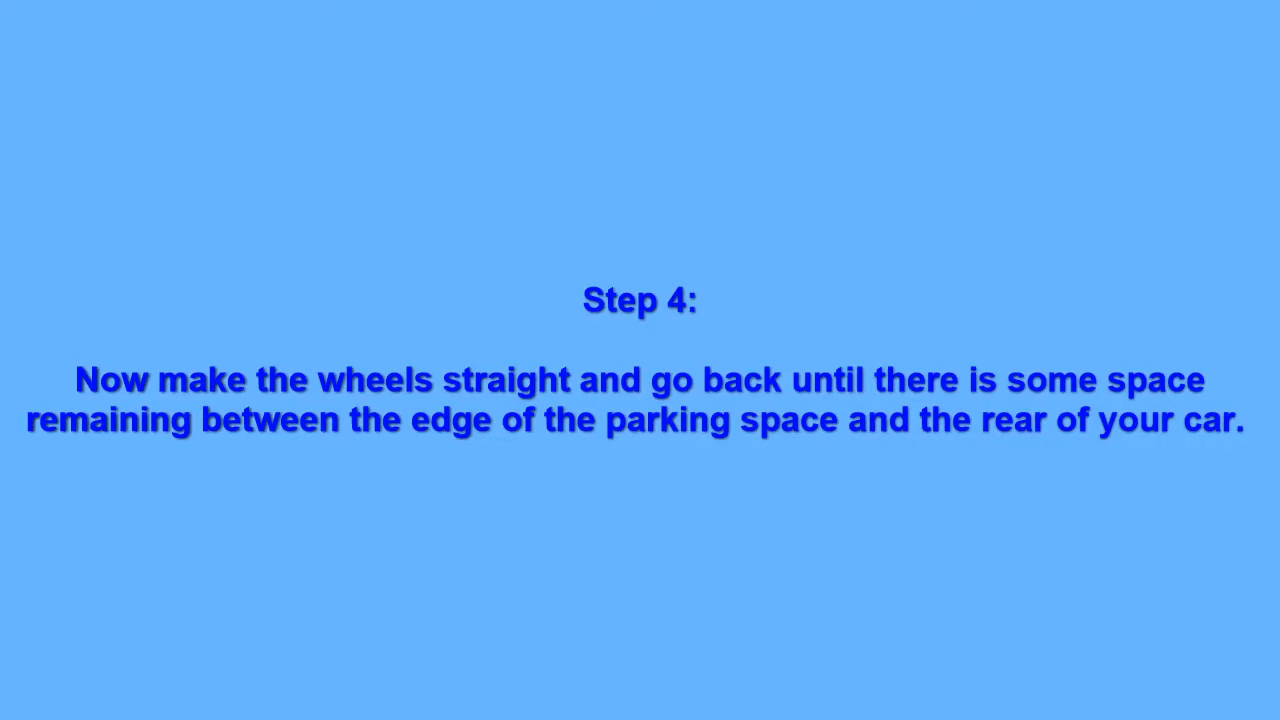 Step 4:
Now make the wheels straight and go back until there is some space
remaining between the edge of the parking space and the rear of your car.